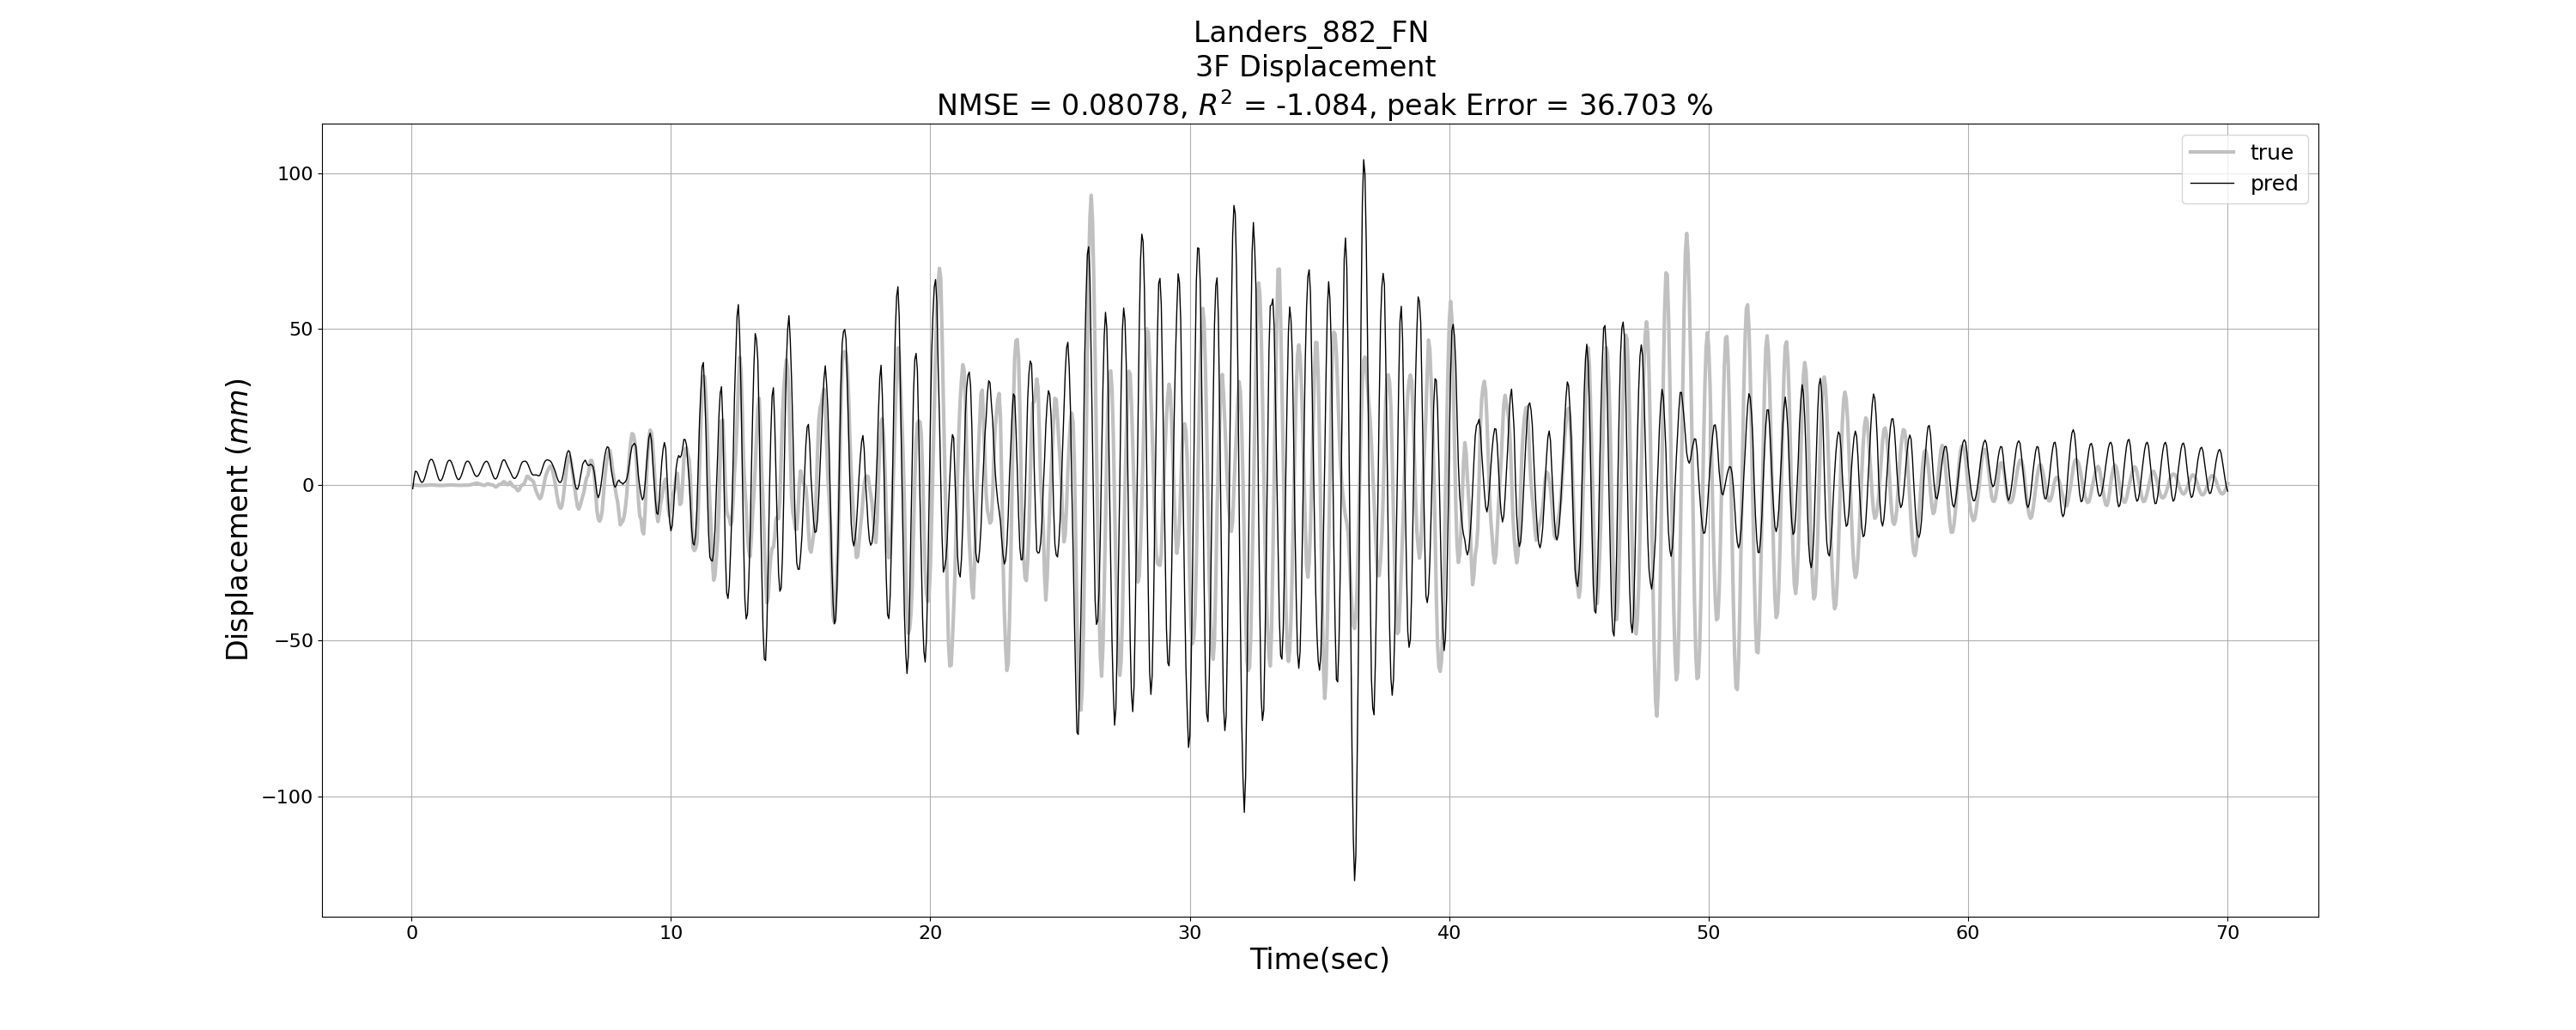 Landers_882_FN
3F Displacement
NMSE = 0.08078, R² = -1.084, peak Error = 36.703 %
true
pred
Displacement (mm)
100
50
0
−50
−100
0 10 20 30 40 50 60 70
Time(sec)